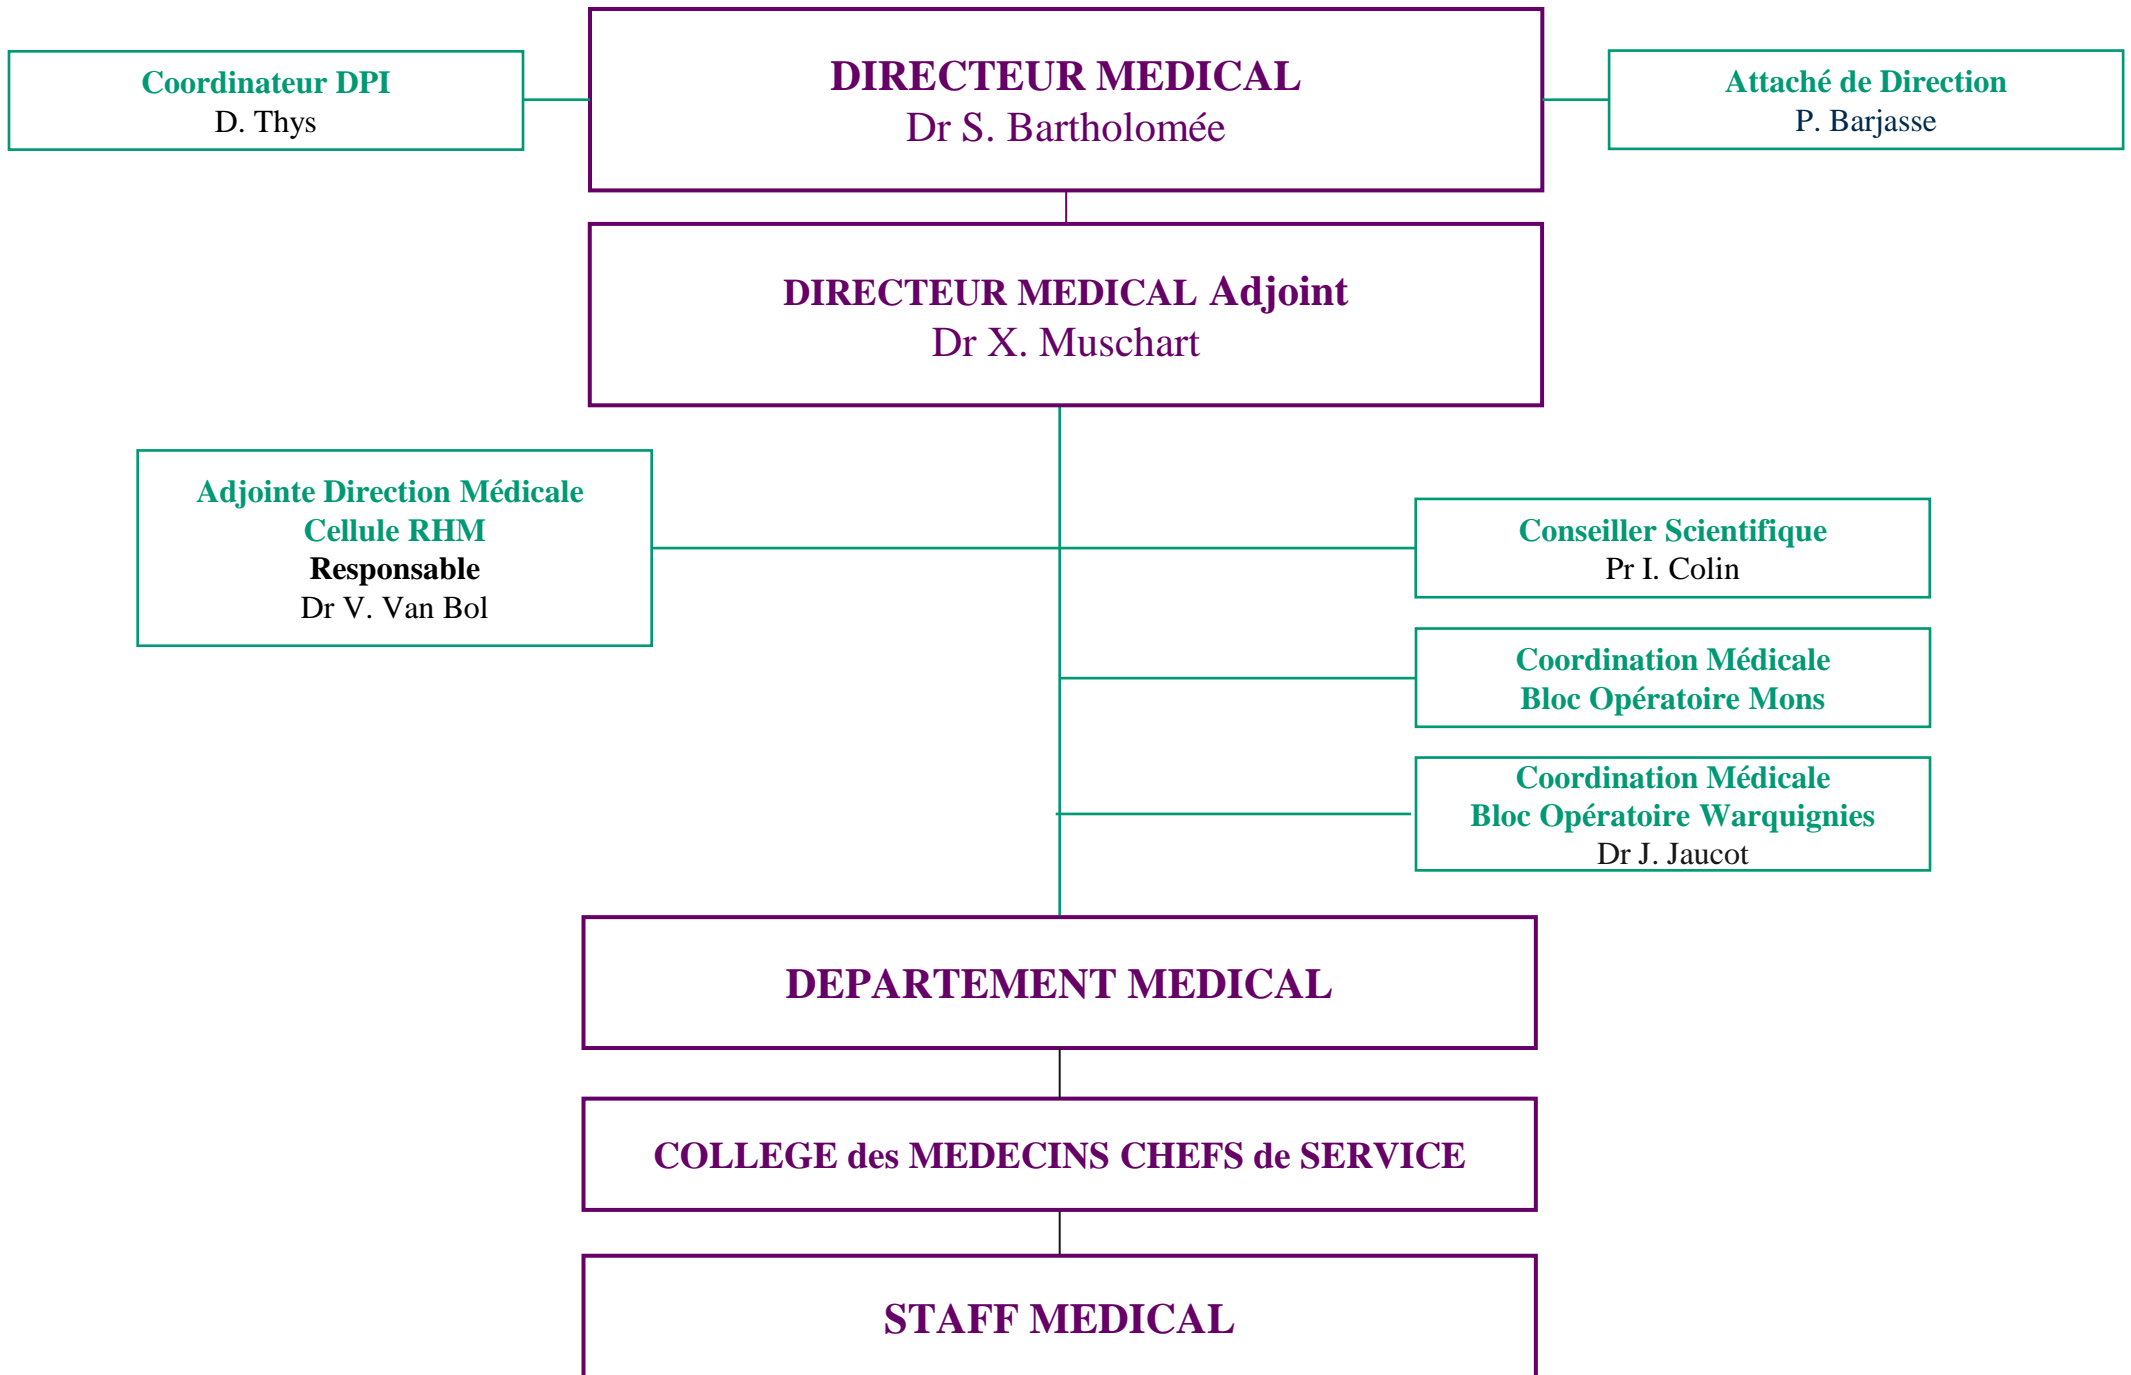 Coordinateur DPI
D. Thys
DIRECTEUR MEDICAL
Dr S. Bartholomée
Attaché de Direction
P. Barjasse
DIRECTEUR MEDICAL Adjoint
Dr X. Muschart
Adjointe Direction Médicale
Cellule RHM
Responsable
Dr V. Van Bol
Conseiller Scientifique
Pr I. Colin
Coordination Médicale
Bloc Opératoire Mons
Coordination Médicale
Bloc Opératoire Warquignies
Dr J. Jaucot
DEPARTEMENT MEDICAL
COLLEGE des MEDECINS CHEFS de SERVICE
STAFF MEDICAL